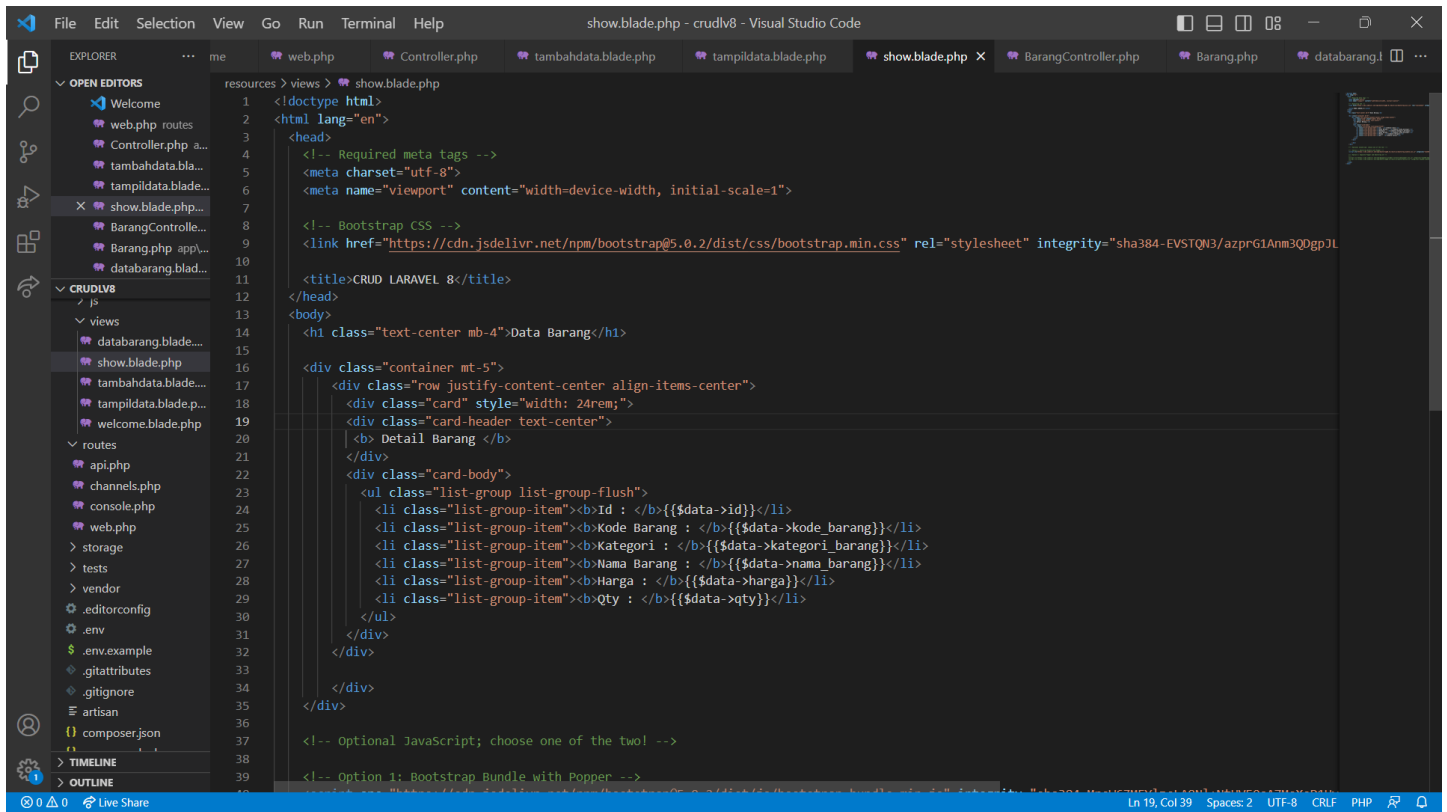 File Edit Selection View Go Run Terminal Help show.blade.php - crudlv8 - Visual Studio Code
EXPLORER
me web.php Controller.php tambahdata.blade.php tampildata.blade.php show.blade.php BarangController.php Barang.php databarang.b
OPEN EDITORS
Welcome
web.php routes
Controller.php a...
tambahdata.bla...
tampildata.blade...
show.blade.php...
BarangControlle...
Barang.php app\...
databarang.blad...
CRUDLV8
js
views
databarang.blade....
show.blade.php
tambahdata.blade....
tampildata.blade.p...
welcome.blade.php
routes
api.php
channels.php
console.php
web.php
storage
tests
vendor
.editorconfig
.env
.env.example
.gitattributes
.gitignore
artisan
composer.json
TIMELINE
OUTLINE
resources > views > show.blade.php
1 <!doctype html>
2 <html lang="en">
3 <head>
4 <!-- Required meta tags -->
5 <meta charset="utf-8">
6 <meta name="viewport" content="width=device-width, initial-scale=1">
7
8 <!-- Bootstrap CSS -->
9 <link href="https://cdn.jsdelivr.net/npm/bootstrap@5.0.2/dist/css/bootstrap.min.css" rel="stylesheet" integrity="sha384-EVSTQN3/azprG1Anm3QDgpJL
10
11 <title>CRUD LARAVEL 8</title>
12 </head>
13 <body>
14 <h1 class="text-center mb-4">Data Barang</h1>
15
16 <div class="container mt-5">
17 <div class="row justify-content-center align-items-center">
18 <div class="card" style="width: 24rem;">
19 <div class="card-header text-center">
20 <b> Detail Barang </b>
21 </div>
22 <div class="card-body">
23 <ul class="list-group list-group-flush">
24 <li class="list-group-item"><b>Id : </b>{{$data->id}}</li>
25 <li class="list-group-item"><b>Kode Barang : </b>{{$data->kode_barang}}</li>
26 <li class="list-group-item"><b>Kategori : </b>{{$data->kategori_barang}}</li>
27 <li class="list-group-item"><b>Nama Barang : </b>{{$data->nama_barang}}</li>
28 <li class="list-group-item"><b>Harga : </b>{{$data->harga}}</li>
29 <li class="list-group-item"><b>Qty : </b>{{$data->qty}}</li>
30 </ul>
31 </div>
32 </div>
33
34 </div>
35 </div>
36
37 <!-- Optional JavaScript; choose one of the two! -->
38
39 <!-- Option 1: Bootstrap Bundle with Popper -->
1
0 0 Live Share Ln 19, Col 39 Spaces: 2 UTF-8 CRLF PHP